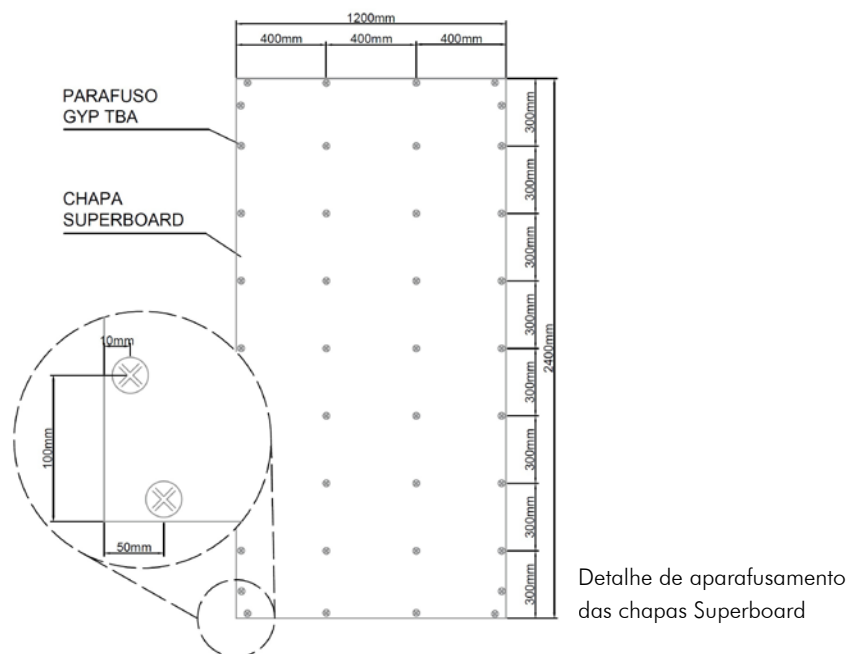 1200mm
400mm 400mm 400mm
PARAFUSO
GYP TBA
CHAPA
SUPERBOARD
300mm
300mm
300mm
300mm
300mm
300mm
300mm
300mm
2400mm
10mm
100mm
50mm
Detalhe de aparafusamento
das chapas Superboard